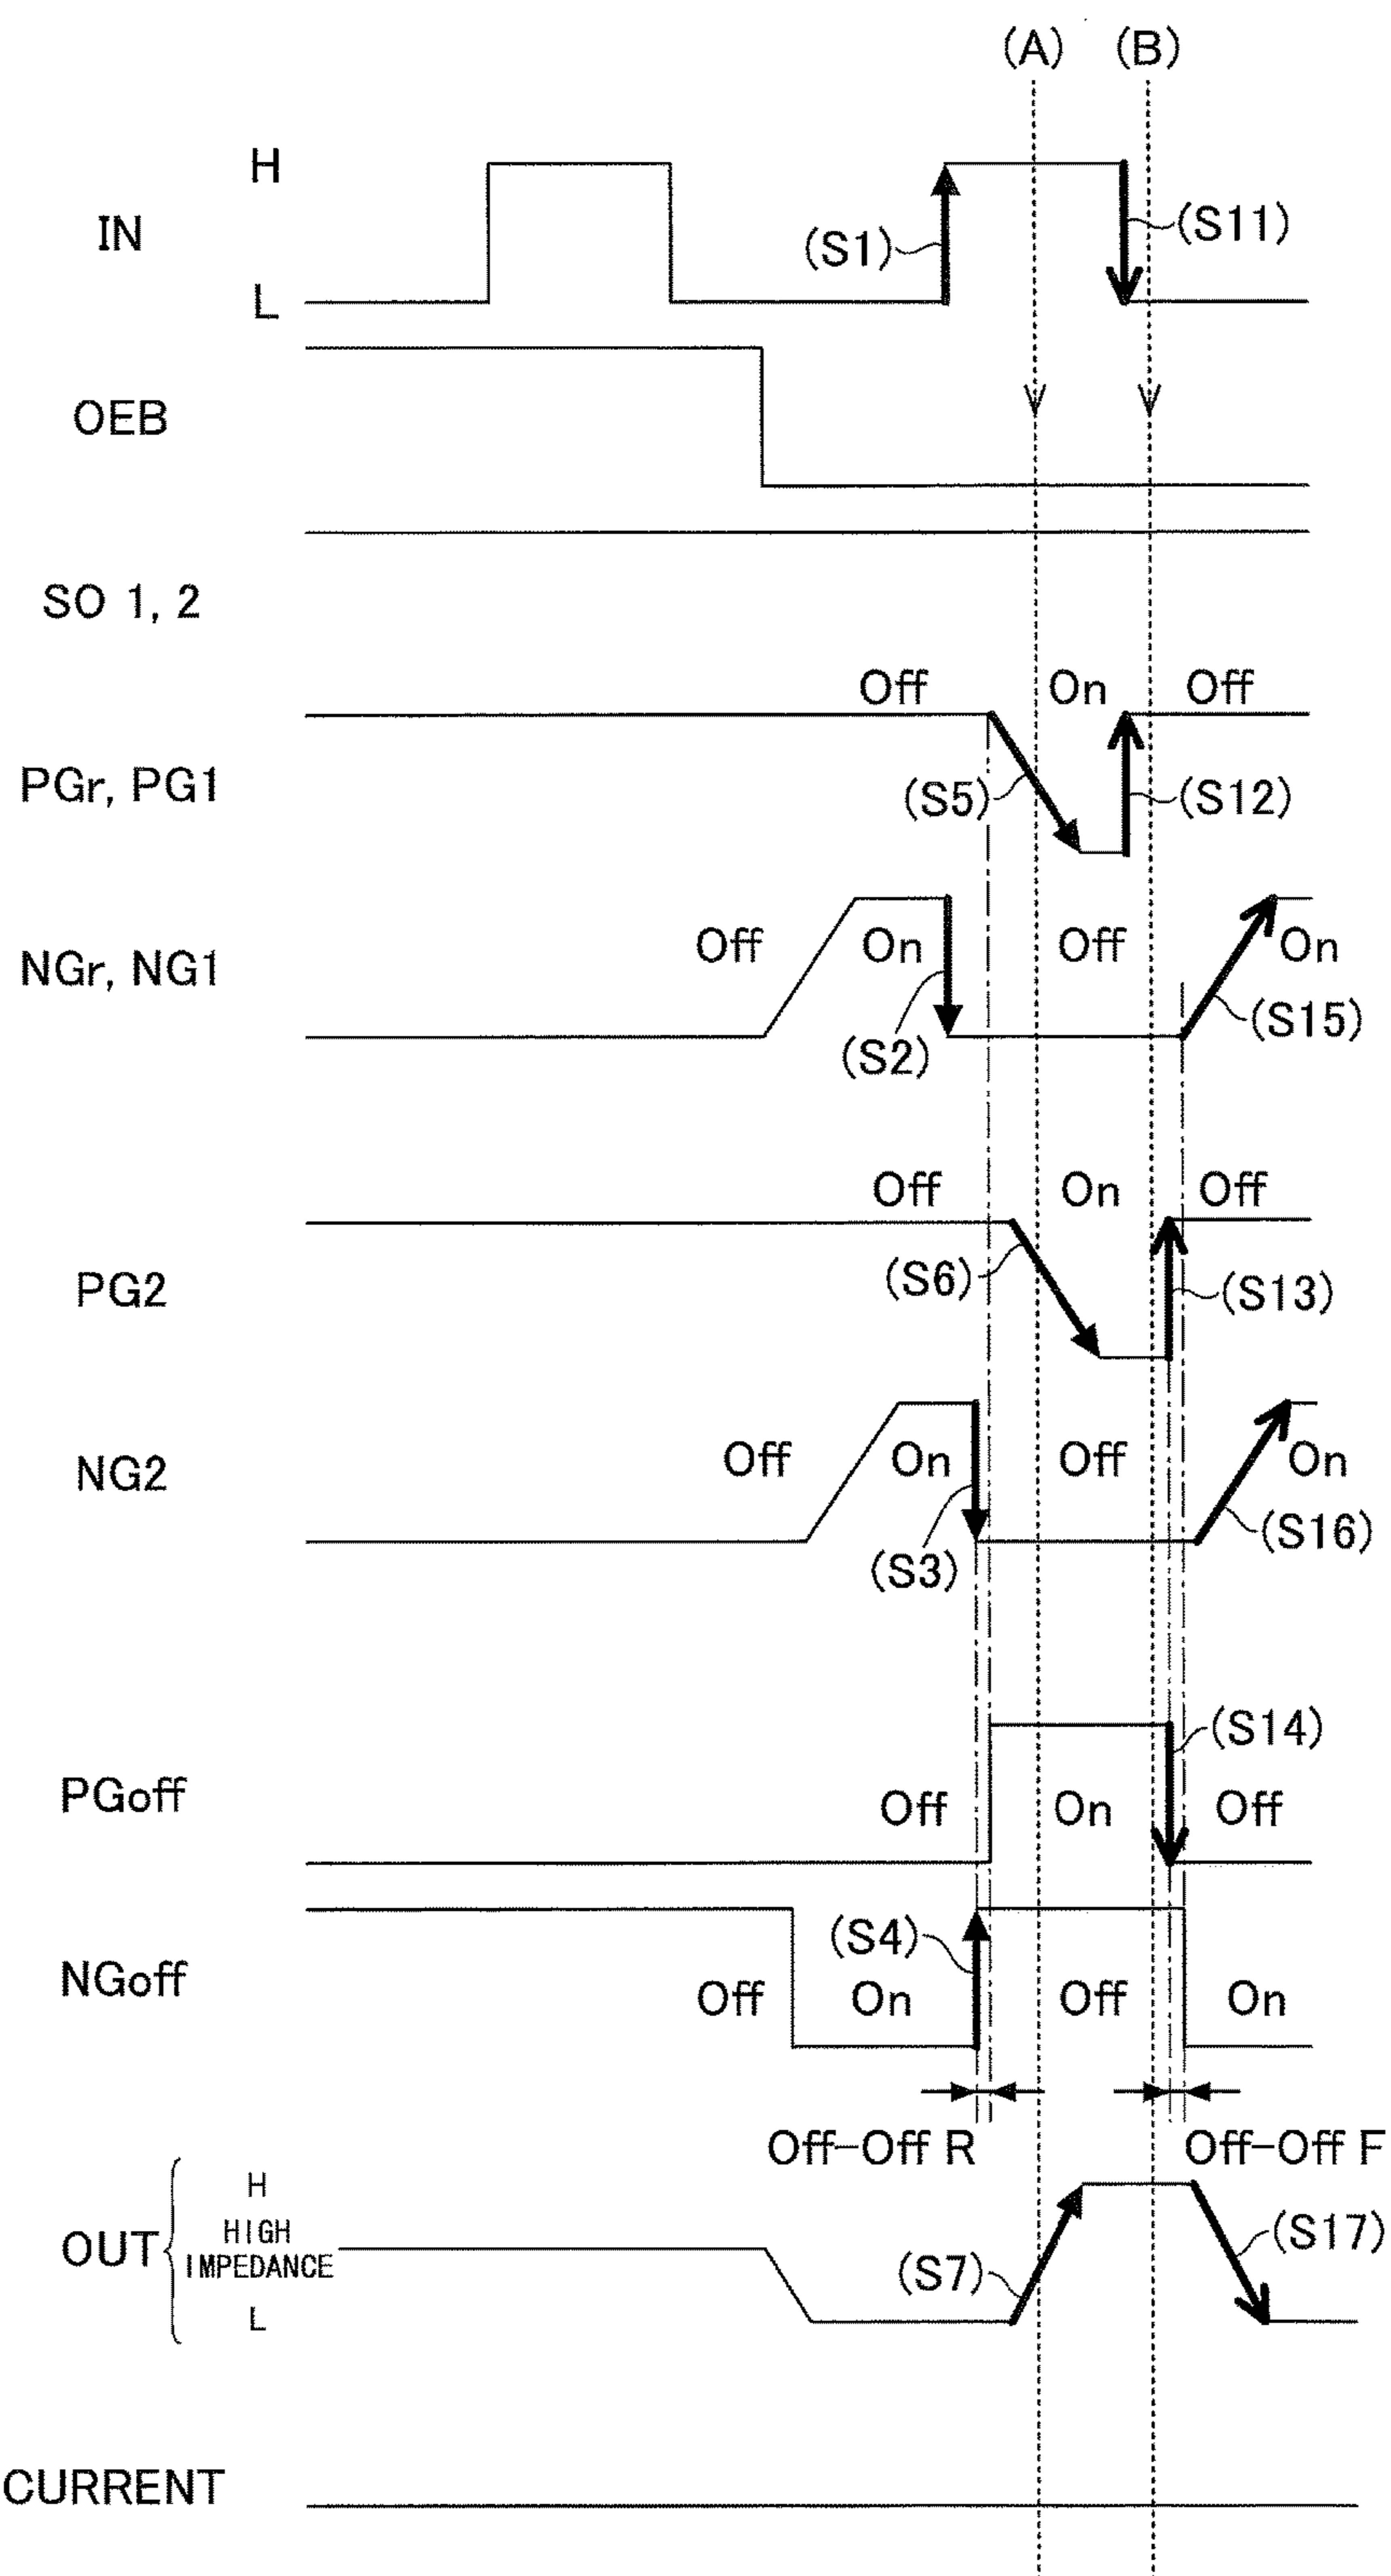 (A) (B)
H
IN
L
(S1)
(S11)
OEB
SO 1, 2
Off On Off
PGr, PG1
(S5)
(S12)
Off On Off On
NGr, NG1
(S2)
(S15)
Off On Off
PG2
(S6)
(S13)
Off On Off On
NG2
(S3)
(S16)
(S14)
PGoff
Off On Off
(S4)
NGoff
Off On Off On
Off-Off R Off-Off F
H
OUT
HIGH
IMPEDANCE
L
(S7)
(S17)
CURRENT